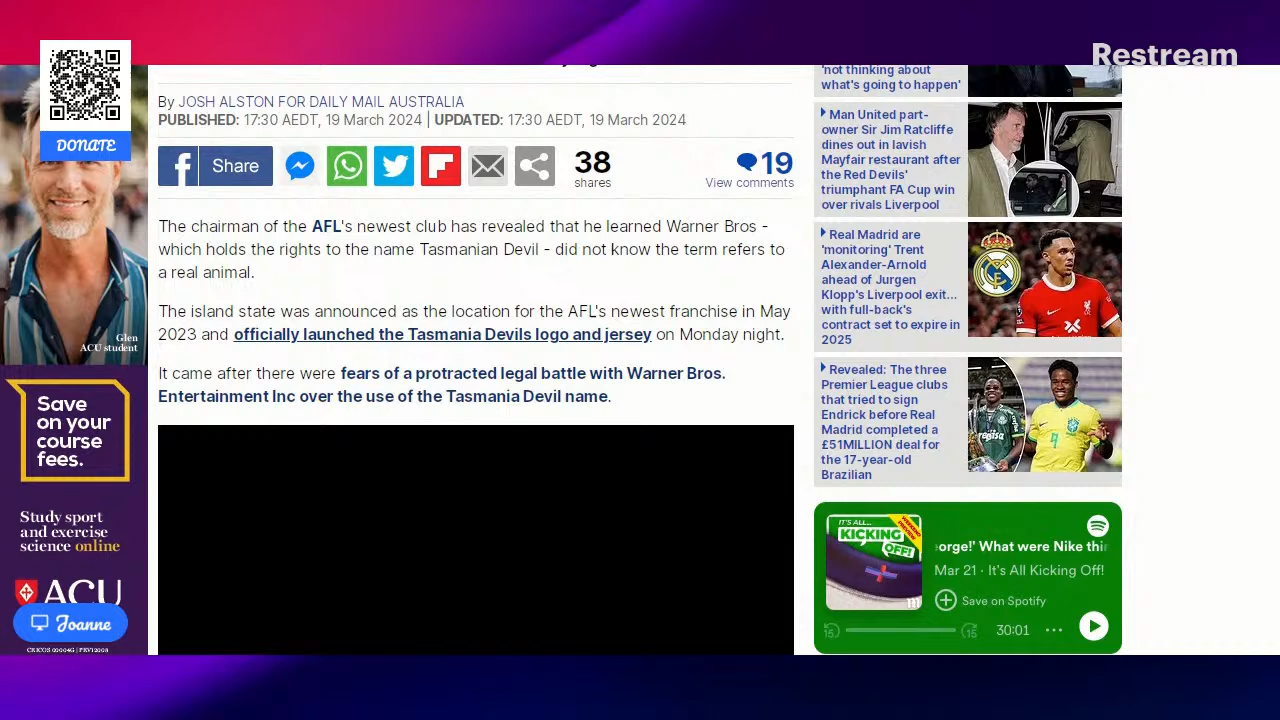 DONATE
Restream
Glen
ACU student
Save
on your
course
fees.
Study sport
and exercise
science online
ACU
Joanne
CRICOS 00004G | PRV12008
By JOSH ALSTON FOR DAILY MAIL AUSTRALIA
PUBLISHED: 17:30 AEDT, 19 March 2024 | UPDATED: 17:30 AEDT, 19 March 2024
Share
38
shares
19
View comments
The chairman of the AFL's newest club has revealed that he learned Warner Bros -
which holds the rights to the name Tasmanian Devil - did not know the term refers to
a real animal.
The island state was announced as the location for the AFL's newest franchise in May
2023 and officially launched the Tasmania Devils logo and jersey on Monday night.
It came after there were fears of a protracted legal battle with Warner Bros.
Entertainment Inc over the use of the Tasmania Devil name.
'not thinking about
what's going to happen'
Man United part-
owner Sir Jim Ratcliffe
dines out in lavish
Mayfair restaurant after
the Red Devils'
triumphant FA Cup win
over rivals Liverpool
Real Madrid are
'monitoring' Trent
Alexander-Arnold
ahead of Jurgen
Klopp's Liverpool exit...
with full-back's
contract set to expire in
2025
Revealed: The three
Premier League clubs
that tried to sign
Endrick before Real
Madrid completed a
£51MILLION deal for
the 17-year-old
Brazilian
IT'S ALL...
KICKING
OFF!
orge!' What were Nike thi
Mar 21 · It's All Kicking Off!
Save on Spotify
15
15
30:01